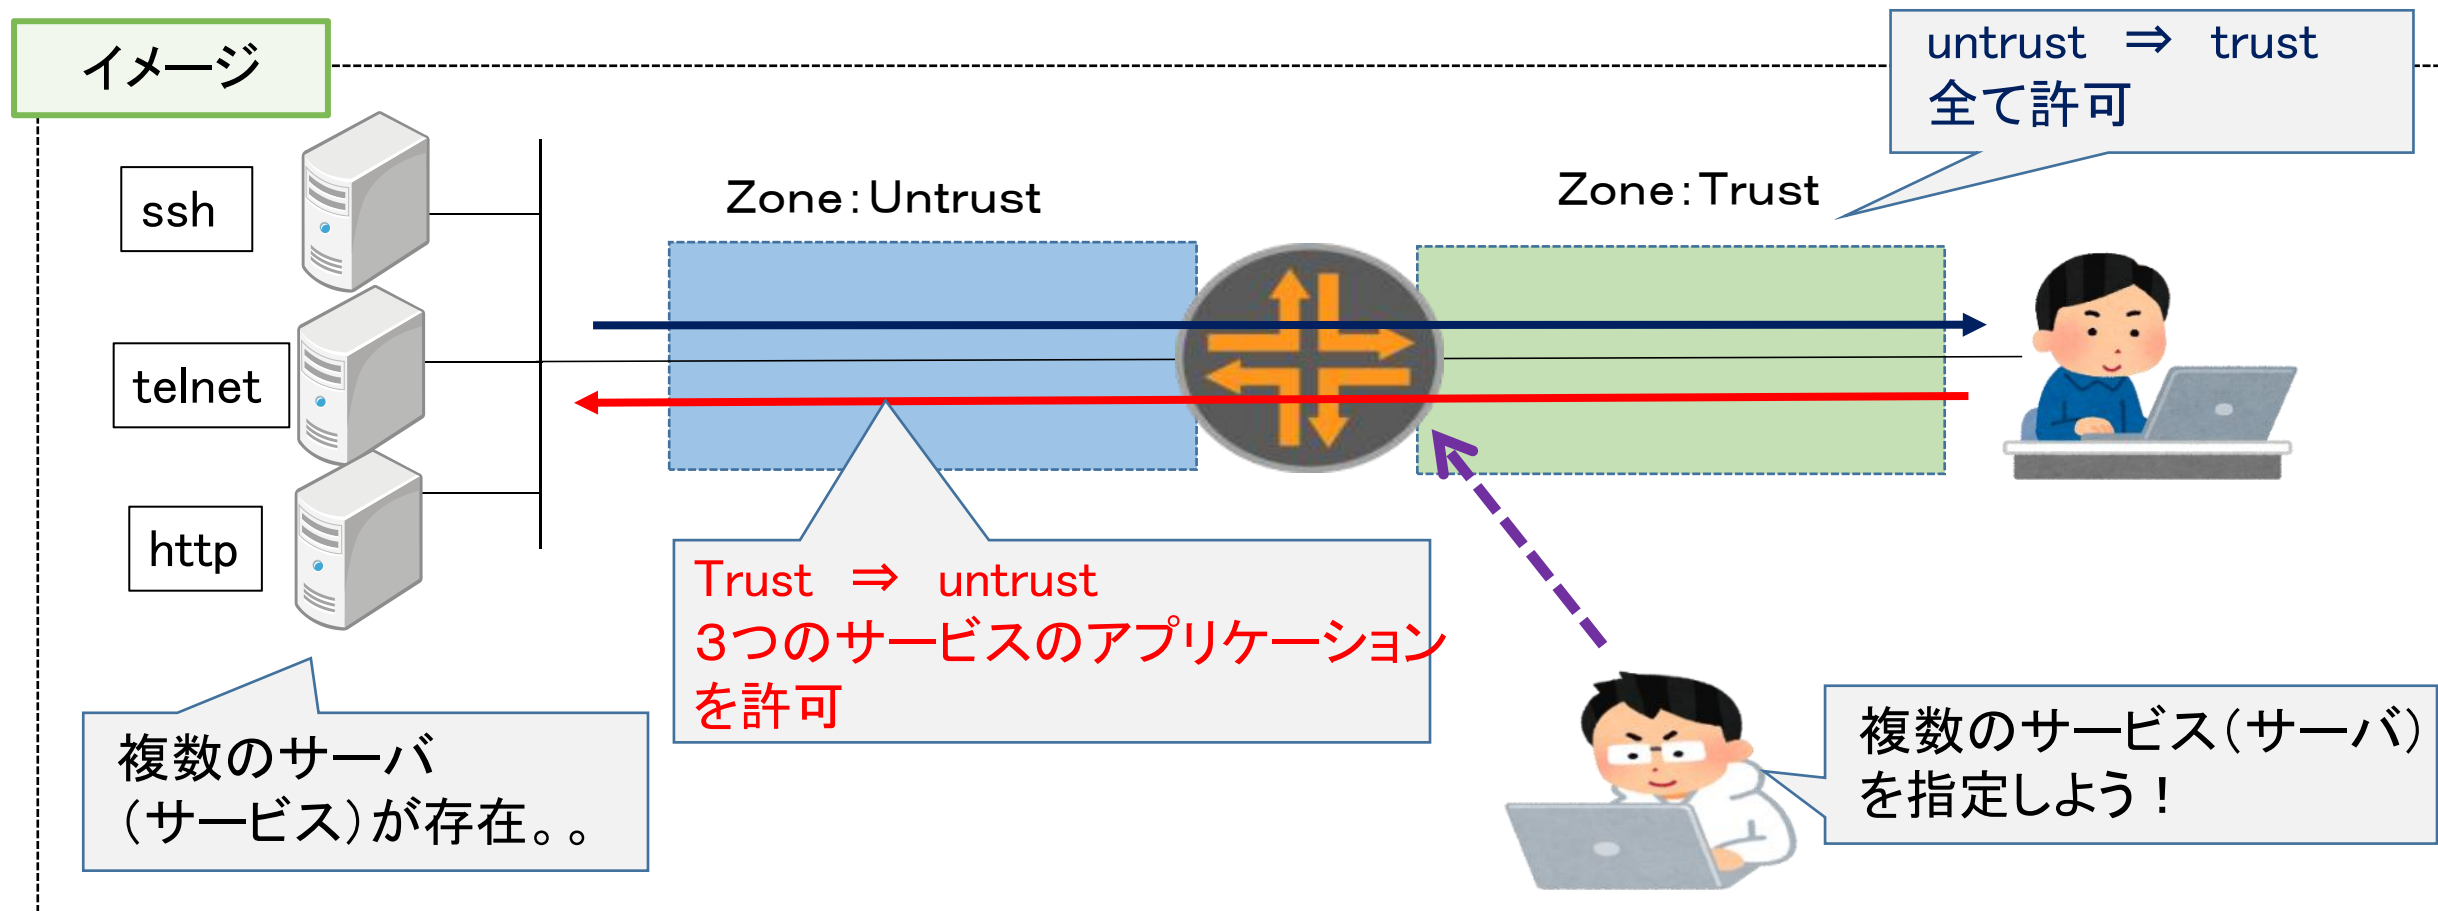 イメージ
untrust ⇒ trust
全て許可
ssh
telnet
http
Zone:Untrust
Zone:Trust
Trust ⇒ untrust
3つのサービスのアプリケーション
を許可
複数のサーバ
(サービス)が存在。。
複数のサービス(サーバ)
を指定しよう!